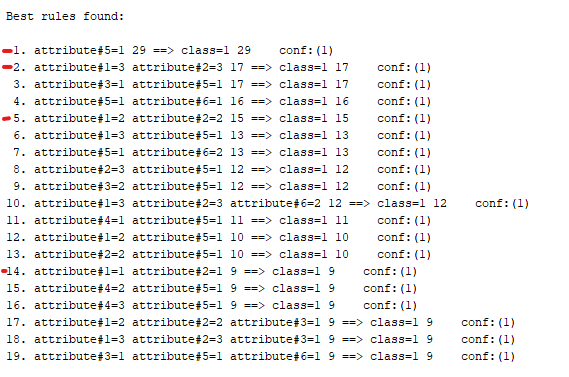 Best rules found:
1. attribute#5=1 29 ==> class=1 29 conf:(1)
2. attribute#1=3 attribute#2=3 17 ==> class=1 17 conf:(1)
3. attribute#3=1 attribute#5=1 17 ==> class=1 17 conf:(1)
4. attribute#5=1 attribute#6=1 16 ==> class=1 16 conf:(1)
5. attribute#1=2 attribute#2=2 15 ==> class=1 15 conf:(1)
6. attribute#1=3 attribute#5=1 13 ==> class=1 13 conf:(1)
7. attribute#5=1 attribute#6=2 13 ==> class=1 13 conf:(1)
8. attribute#2=3 attribute#5=1 12 ==> class=1 12 conf:(1)
9. attribute#3=2 attribute#5=1 12 ==> class=1 12 conf:(1)
10. attribute#1=3 attribute#2=3 attribute#6=2 12 ==> class=1 12 conf:(1)
11. attribute#4=1 attribute#5=1 11 ==> class=1 11 conf:(1)
12. attribute#1=2 attribute#5=1 10 ==> class=1 10 conf:(1)
13. attribute#2=2 attribute#5=1 10 ==> class=1 10 conf:(1)
14. attribute#1=1 attribute#2=1 9 ==> class=1 9 conf:(1)
15. attribute#4=2 attribute#5=1 9 ==> class=1 9 conf:(1)
16. attribute#4=3 attribute#5=1 9 ==> class=1 9 conf:(1)
17. attribute#1=2 attribute#2=2 attribute#3=1 9 ==> class=1 9 conf:(1)
18. attribute#1=3 attribute#2=3 attribute#3=1 9 ==> class=1 9 conf:(1)
19. attribute#3=1 attribute#5=1 attribute#6=1 9 ==> class=1 9 conf:(1)